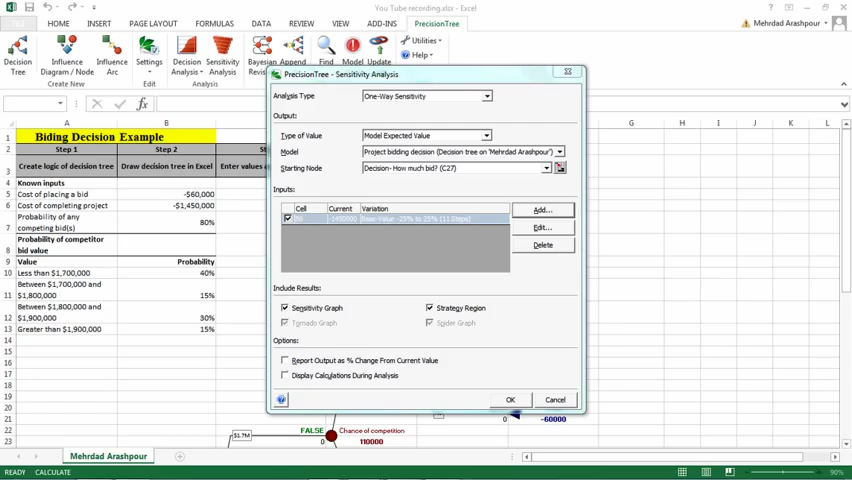 You Tube recording.xlsx - Excel
HOME INSERT PAGE LAYOUT FORMULAS DATA REVIEW VIEW ADD-INS PrecisionTree
Mehrdad Arashpour
Decision Tree
Influence Diagram / Node
Influence Arc
Settings
Decision Analysis
Sensitivity Analysis
Bayesian Revis
Append
Find
Model
Update
Utilities
Help
Create New
Analysis
fx
A B G H I J K L
1 Biding Decision Example
2 Step 1 Step 2 St
3 Create logic of decision tree Draw decision tree in Excel Enter values a
4 Known inputs
5 Cost of placing a bid -$60,000
6 Cost of completing project -$1,450,000
Probability of any
7 competing bid(s) 80%
Probability of competitor
8 bid value
9 Value Probability
10 Less than $1,700,000 40%
Between $1,700,000 and
11 $1,800,000 15%
Between $1,800,000 and
12 $1,900,000 30%
13 Greater than $1,900,000 15%
14
15
16
17
18
19
20
21
22
23
PrecisionTree - Sensitivity Analysis
Analysis Type One-Way Sensitivity
Output:
Type of Value Model Expected Value
Model Project bidding decision (Decision tree on 'Mehrdad Arashpour')
Starting Node Decision- How much bid? (C27)
Inputs:
Cell Current Variation
B6 -1450000 Base-Value -25% to 25% (11 Steps)
Add...
Edit...
Delete
Include Results:
Sensitivity Graph Strategy Region
Tornado Graph Spider Graph
Options:
Report Output as % Change From Current Value
Display Calculations During Analysis
OK Cancel
0 -60000
FALSE Chance of competition
$1.7M
0 110000
Mehrdad Arashpour
READY CALCULATE 90%